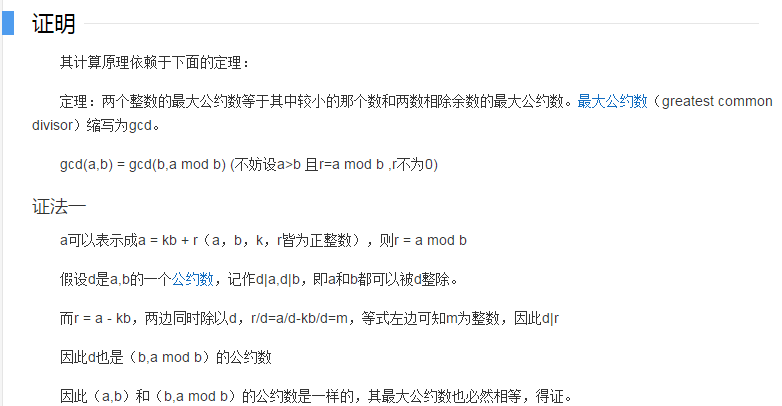 证明
其计算原理依赖于下面的定理：
定理：两个整数的最大公约数等于其中较小的那个数和两数相除余数的最大公约数。最大公约数（greatest common
divisor）缩写为gcd。
gcd(a,b) = gcd(b,a mod b) (不妨设a>b 且r=a mod b ,r不为0)
证法一
a可以表示成a = kb + r（a，b，k，r皆为正整数），则r = a mod b
假设d是a,b的一个公约数，记作d|a,d|b，即a和b都可以被d整除。
而r = a - kb，两边同时除以d，r/d=a/d-kb/d=m，等式左边可知m为整数，因此d|r
因此d也是（b,a mod b）的公约数
因此（a,b）和（b,a mod b）的公约数是一样的，其最大公约数也必然相等，得证。